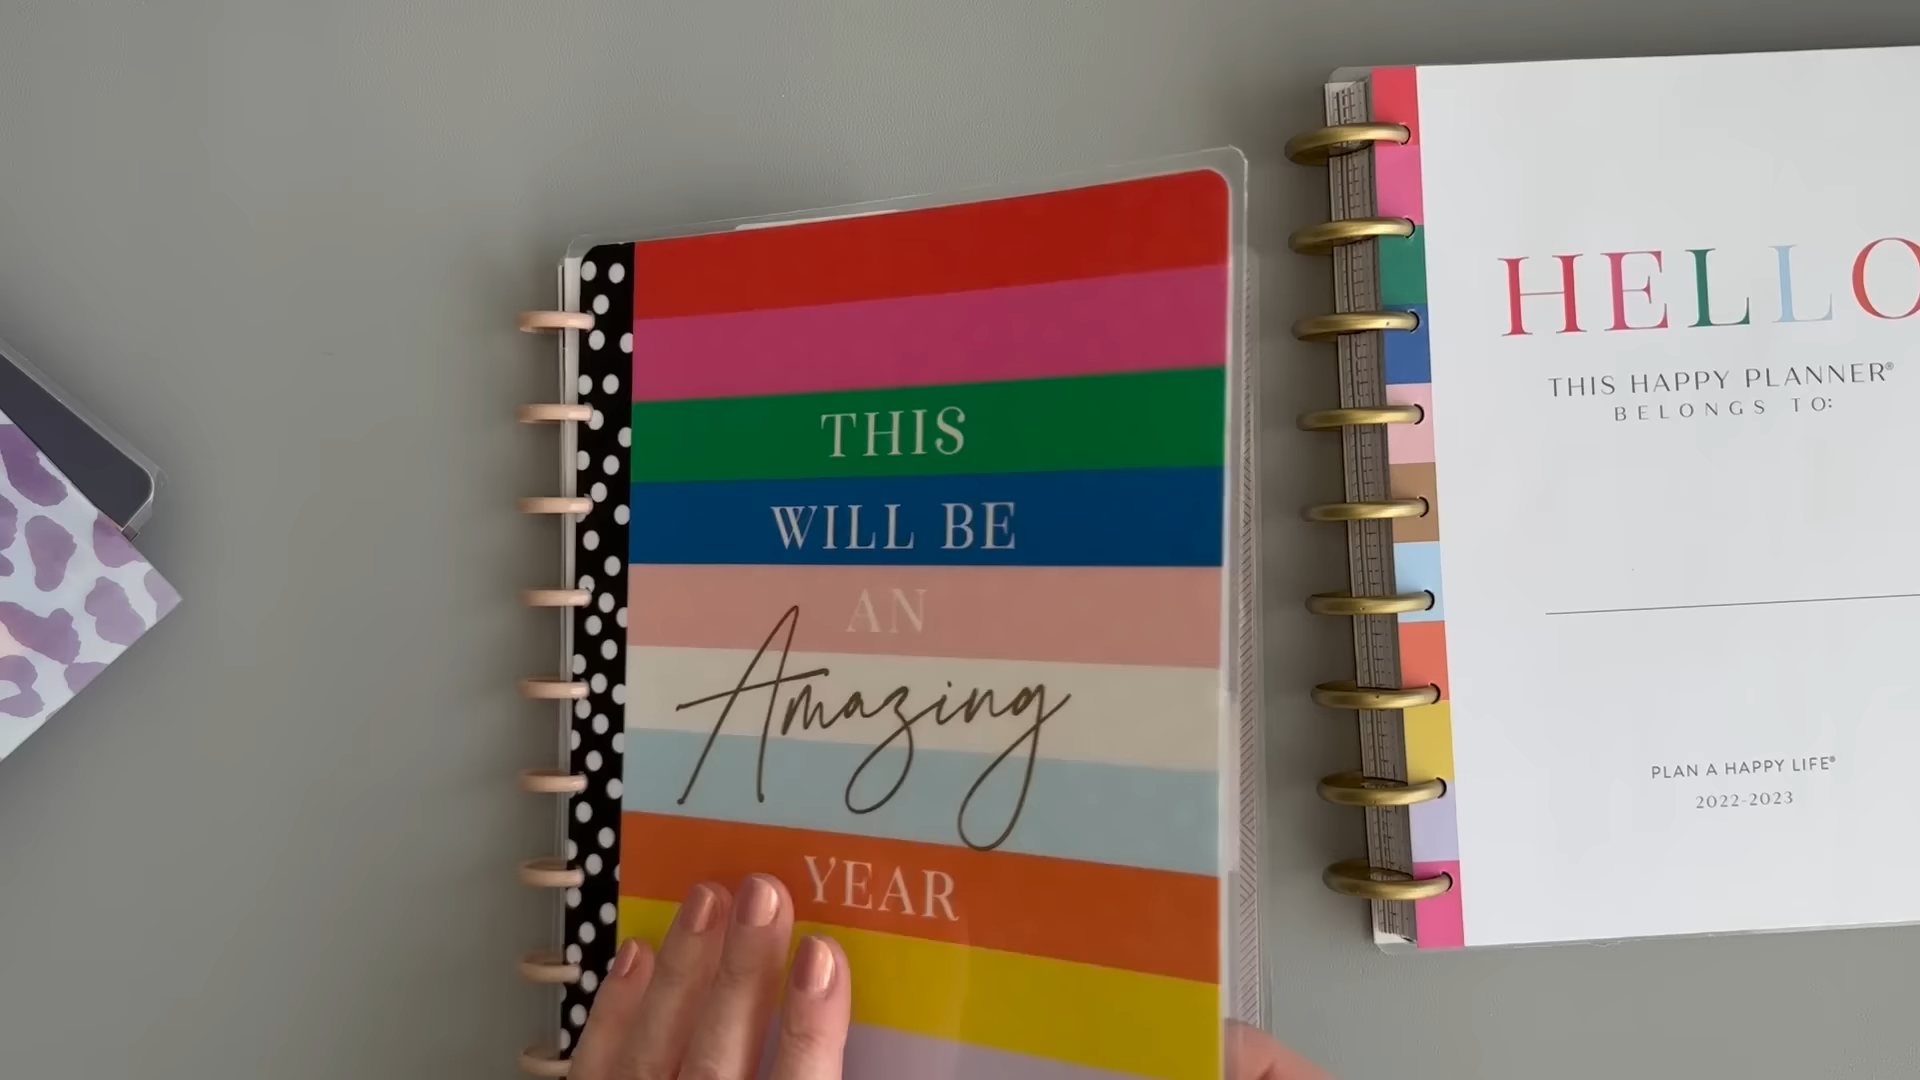 THIS
WILL BE
AN
Amazing
YEAR
HELLO
THIS HAPPY PLANNER®
BELONGS TO:
PLAN A HAPPY LIFE®
2022-2023